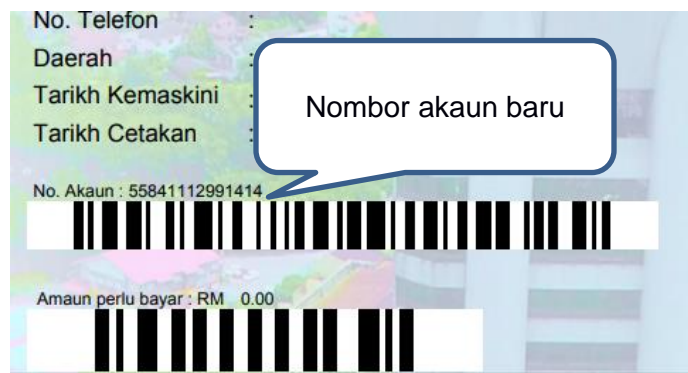 No. Telefon :
Daerah :
Tarikh Kemaskini :
Tarikh Cetakan :
Nombor akaun baru
No. Akaun : 55841112991414
Amaun perlu bayar : RM 0.00